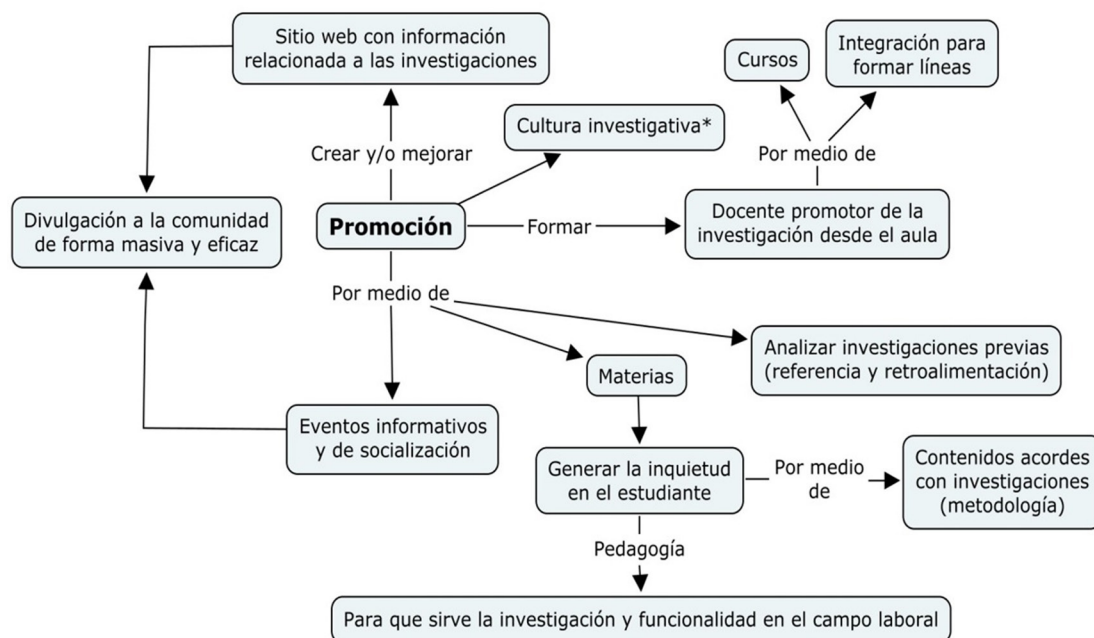 Sitio web con información
relacionada a las investigaciones
Cursos
Integración para
formar líneas
Cultura investigativa*
Crear y/o mejorar
Por medio de
Divulgación a la comunidad
de forma masiva y eficaz
Promoción
Formar
Docente promotor de la
investigación desde el aula
Por medio de
Analizar investigaciones previas
(referencia y retroalimentación)
Materias
Eventos informativos
y de socialización
Generar la inquietud
en el estudiante
Por medio
de
Contenidos acordes
con investigaciones
(metodología)
Pedagogía
Para que sirve la investigación y funcionalidad en el campo laboral